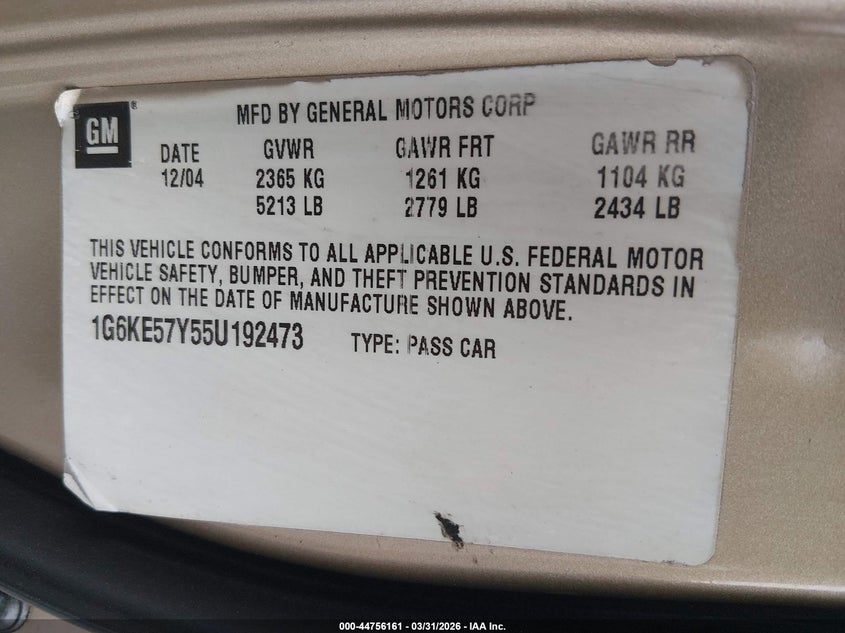 GM ®
MFD BY GENERAL MOTORS CORP
DATE GVWR GAWR FRT GAWR RR
12/04 2365 KG 1261 KG 1104 KG
5213 LB 2779 LB 2434 LB
THIS VEHICLE CONFORMS TO ALL APPLICABLE U.S. FEDERAL MOTOR
VEHICLE SAFETY, BUMPER, AND THEFT PREVENTION STANDARDS IN
EFFECT ON THE DATE OF MANUFACTURE SHOWN ABOVE.
1G6KE57Y55U192473 TYPE: PASS CAR
000-44756161 - 03/31/2026 - IAA Inc.